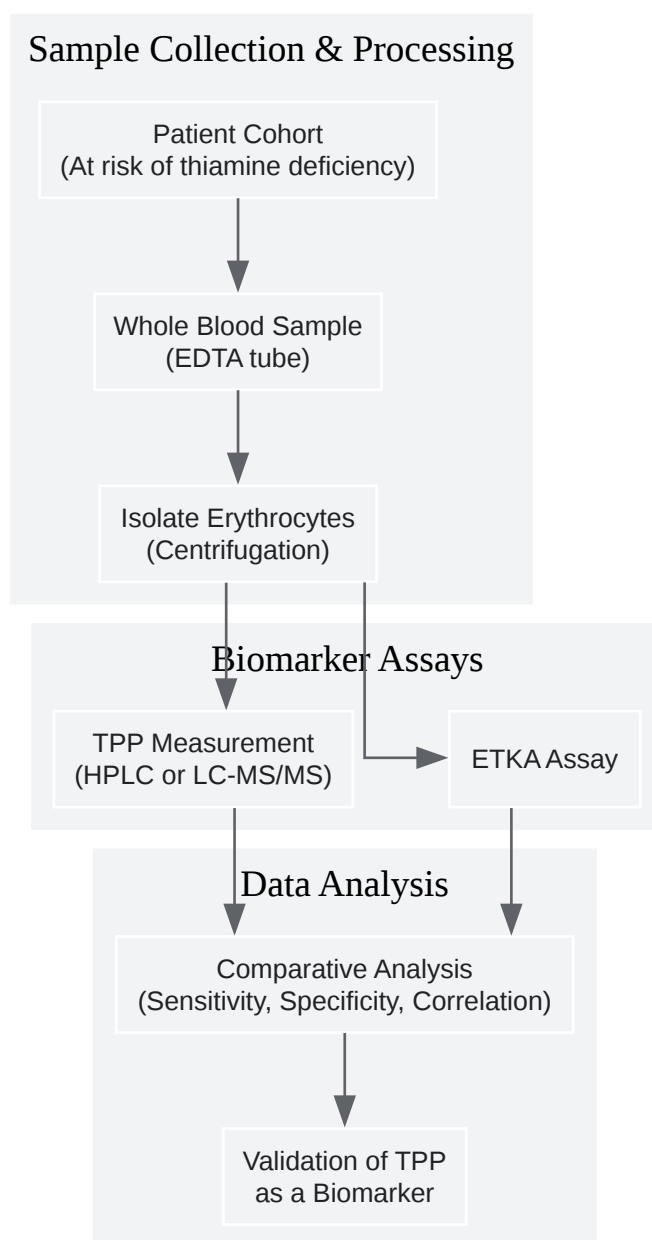 Sample Collection & Processing
Patient Cohort
(At risk of thiamine deficiency)
Whole Blood Sample
(EDTA tube)
Isolate Erythrocytes
(Centrifugation)
Biomarker Assays
TPP Measurement
(HPLC or LC-MS/MS)
ETKA Assay
Data Analysis
Comparative Analysis
(Sensitivity, Specificity, Correlation)
Validation of TPP
as a Biomarker